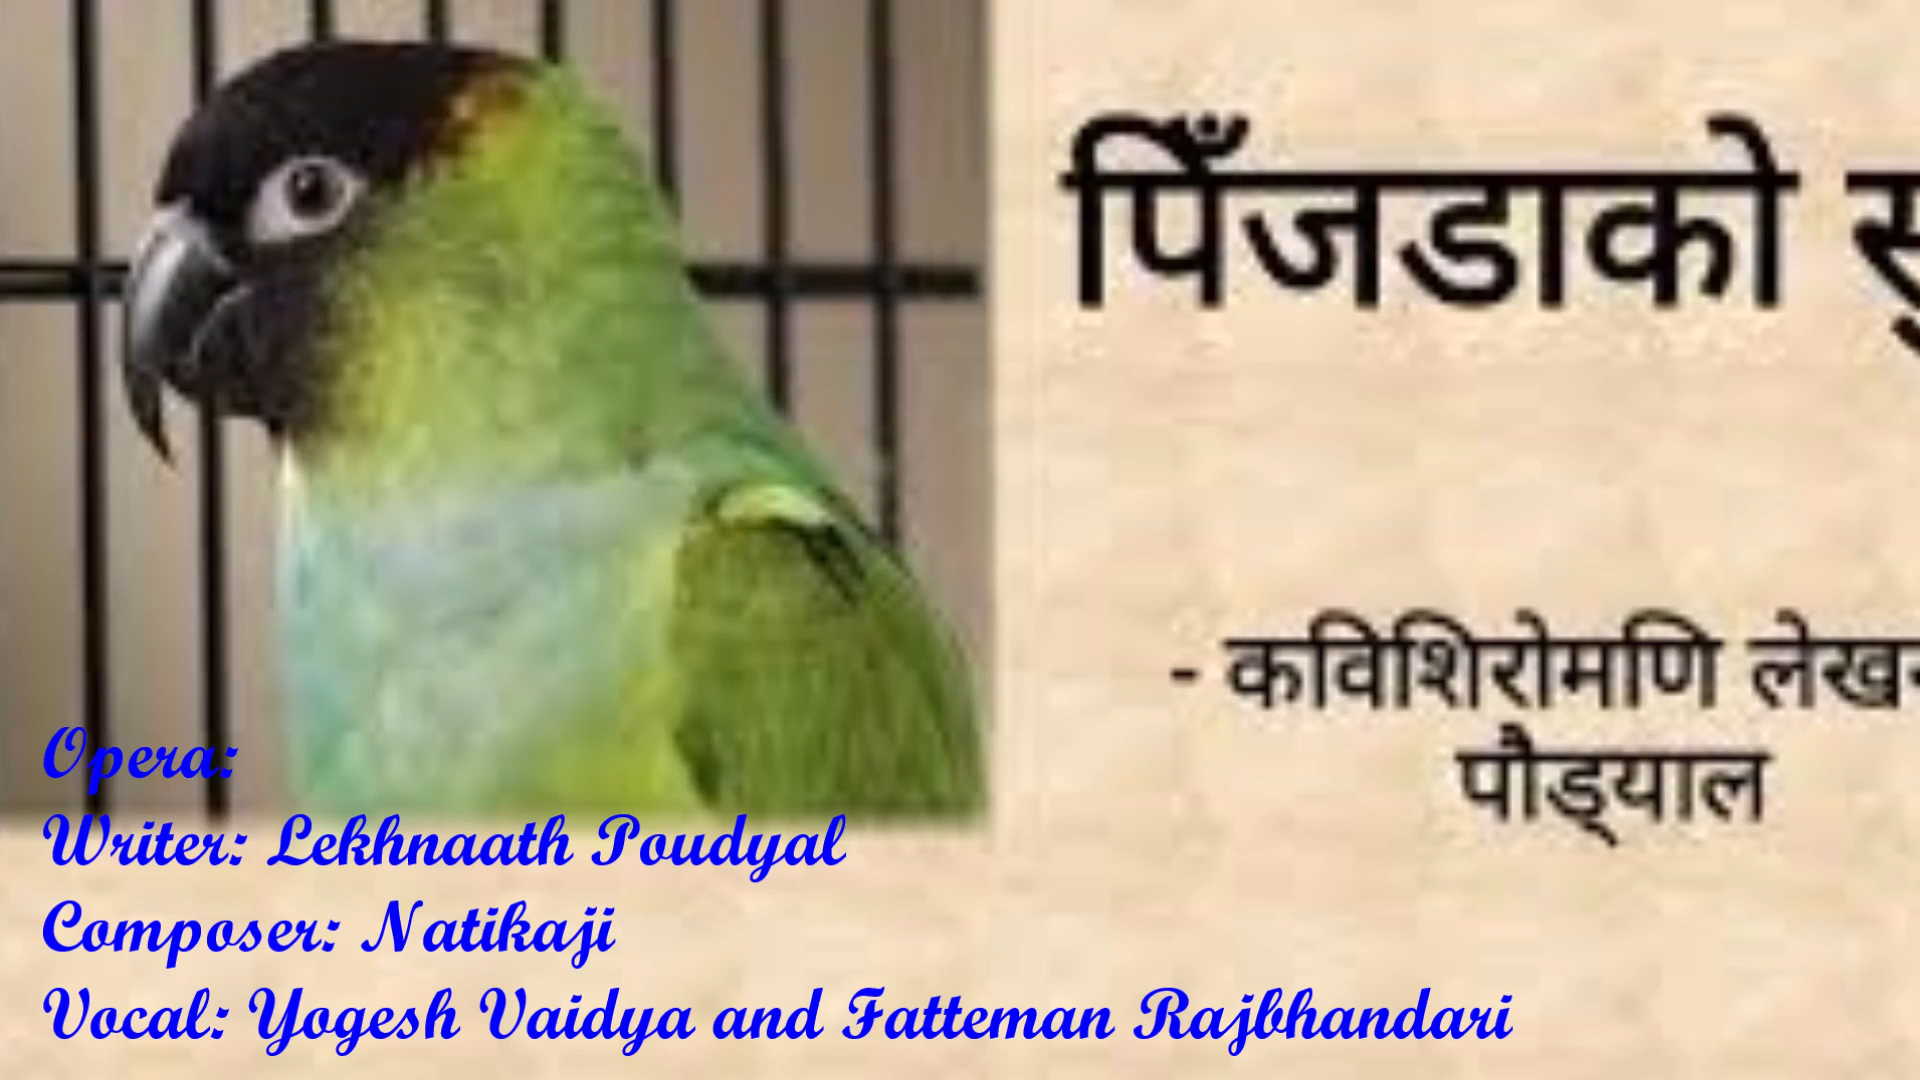 पिँजडाको
- कविशिरोमणि
पौड्याल
Opera:
Writer: Lekhnaath Poudyal
Composer: Natikaji
Vocal: Yogesh Vaidya and Fatteman Rajbhandari